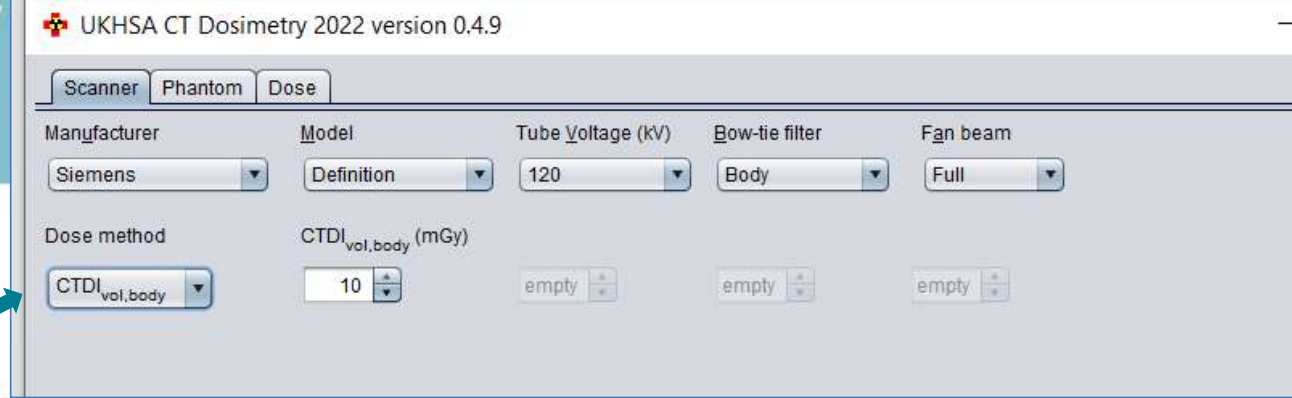 UKHSA CT Dosimetry 2022 version 0.4.9
Scanner Phantom Dose
Manufacturer Model Tube Voltage (kV) Bow-tie filter Fan beam
Siemens Definition 120 Body Full
Dose method CTDIvol,body (mGy)
CTDIvol,body 10 empty empty empty